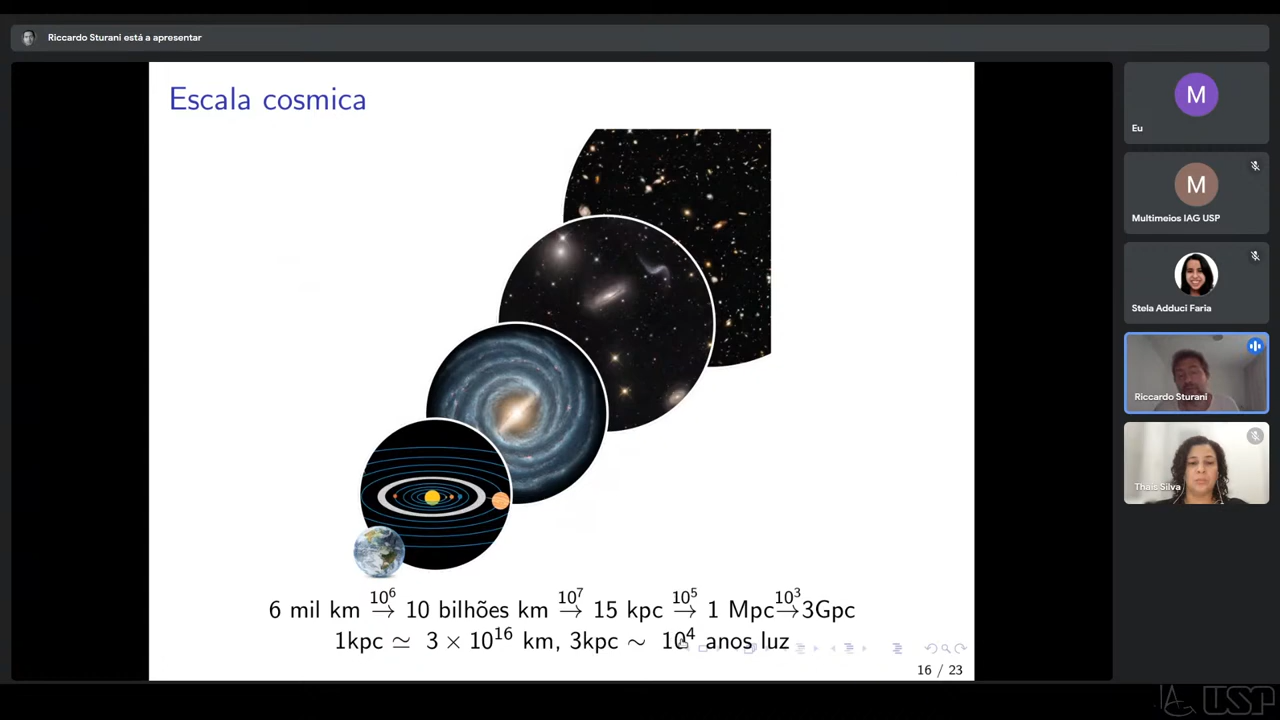 Riccardo Sturani está a apresentar
Escala cosmica
6 mil km 10⁶→ 10 bilhões km 10⁷→ 15 kpc 10⁵→ 1 Mpc 10³→ 3Gpc
1kpc ≃ 3 × 10¹⁶ km, 3kpc ∼ 10⁴ anos luz
16 / 23
M
Eu
M
Multimeios IAG USP
Stela Adduci Faria
Riccardo Sturani
Thais Silva
USP